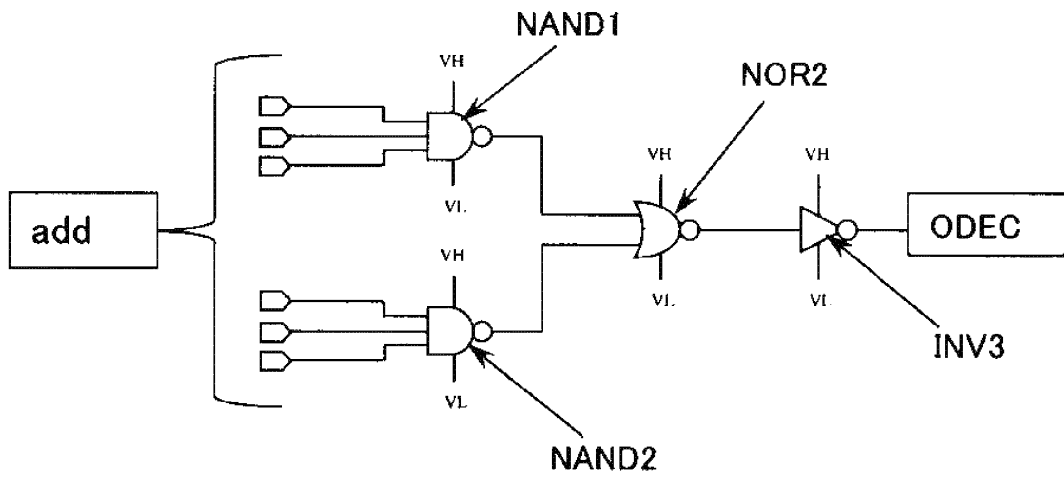 NAND1
VH
NOR2
VH
VH
VL
add
ODEC
VH
VL
VL
INV3
VL
NAND2